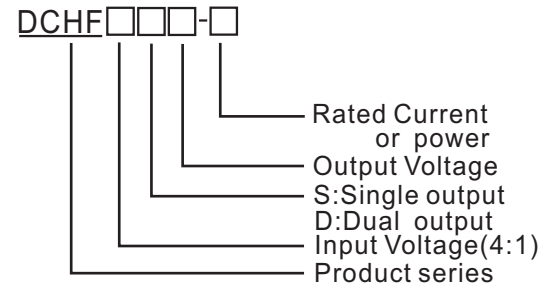 DCHF□□□-□
Rated Current
or power
Output Voltage
S:Single output
D:Dual output
Input Voltage(4:1)
Product series